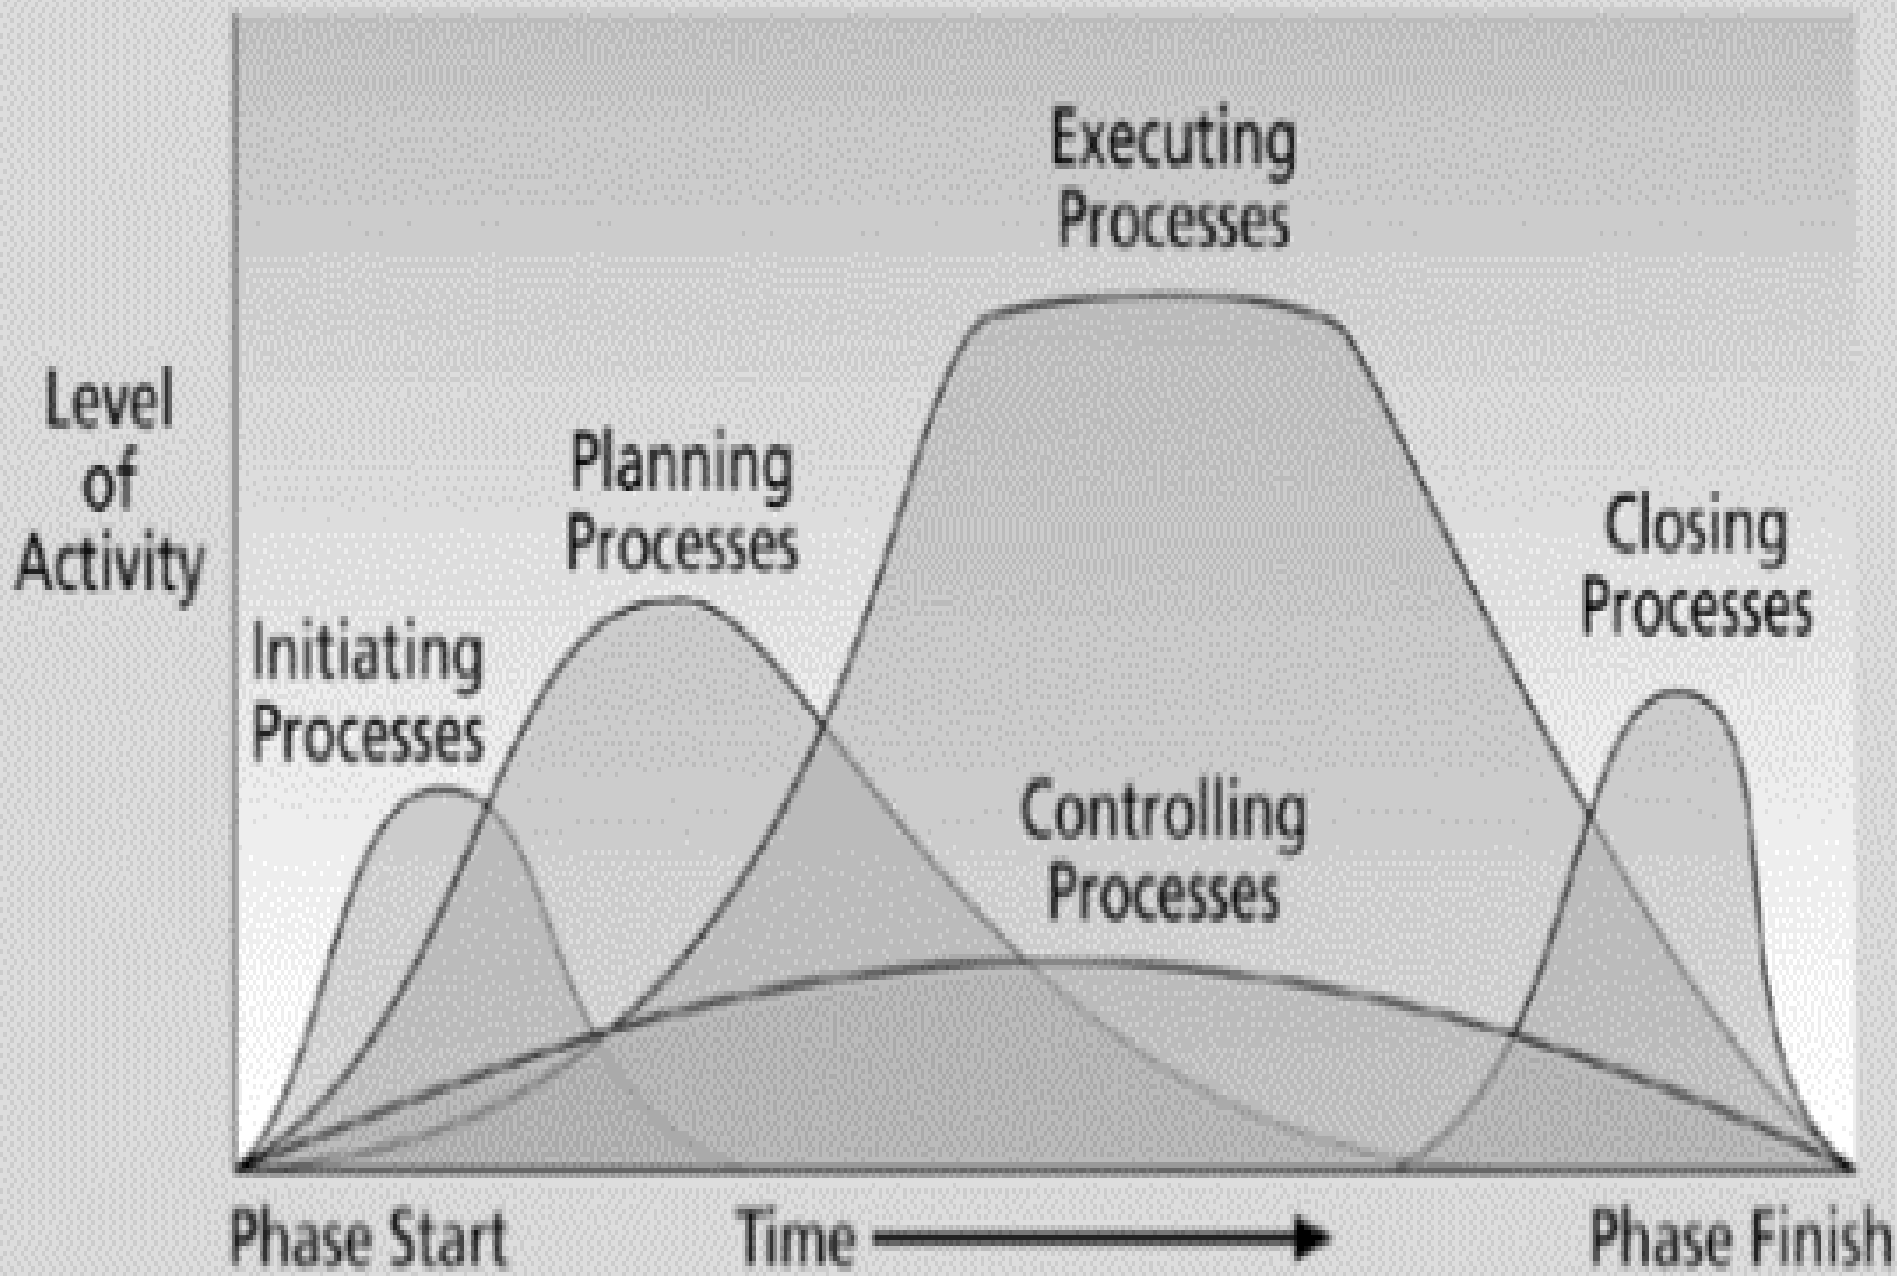 Executing
Processes
Level
of
Activity
Planning
Processes
Closing
Processes
Initiating
Processes
Controlling
Processes
Phase Start
Time
Phase Finish